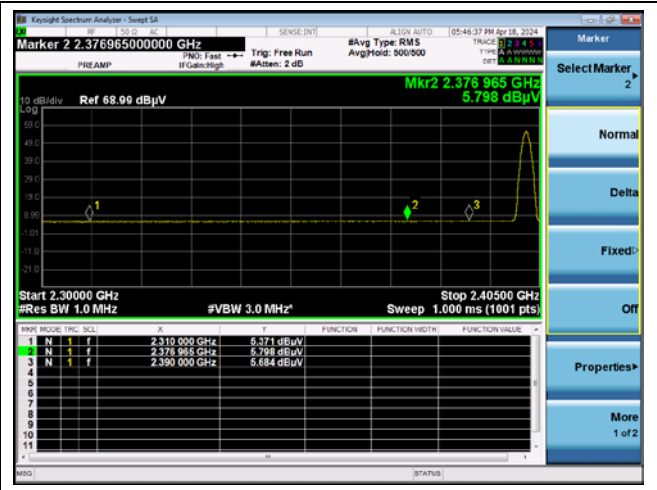 Keysight Spectrum Analyzer - Swept SA
RF 50 Ω AC SENSE:INT ALIGN AUTO 05:46:37 PM Apr 18, 2024
Marker 2 2.376965000000 GHz
PREAMP
PNO: Fast
IFGain:High
Trig: Free Run
#Atten: 2 dB
#Avg Type: RMS
Avg|Hold: 500/500
TRACE 1 2 3 4 5 6
TYPE A
DET A A N N N N
Mkr2 2.376 965 GHz
5.798 dBµV
10 dB/div Ref 68.99 dBµV
Log
59.0
49.0
39.0
29.0
19.0
8.99
-1.01
-11.0
-21.0
1
2
3
Start 2.30000 GHz
Stop 2.40500 GHz
#Res BW 1.0 MHz
#VBW 3.0 MHz*
Sweep 1.000 ms (1001 pts)
MKR MODE TRC SCL X Y FUNCTION FUNCTION WIDTH FUNCTION VALUE
1 N 1 f 2.310 000 GHz 5.371 dBµV
2 N 1 f 2.376 965 GHz 5.798 dBµV
3 N 1 f 2.390 000 GHz 5.684 dBµV
4
5
6
7
8
9
10
11
MSG
STATUS
Marker
Select Marker
2
Normal
Delta
Fixed
Off
Properties
More
1 of 2